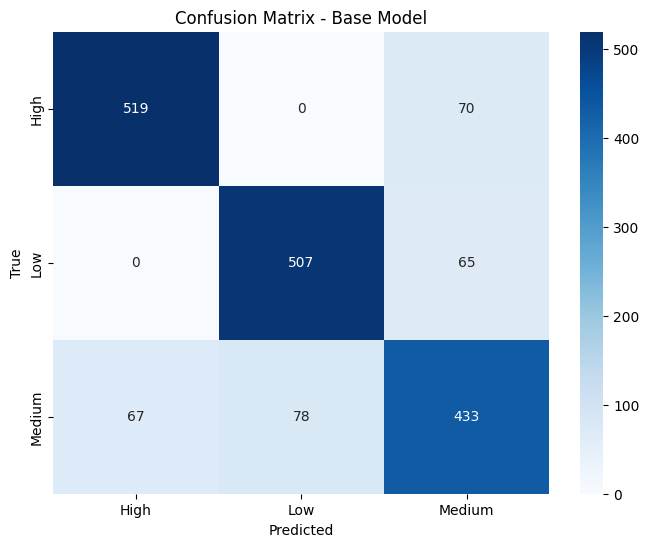 Confusion Matrix - Base Model
High 519 0 70
Low 0 507 65
Medium 67 78 433
High Low Medium
Predicted
True
500
400
300
200
100
0